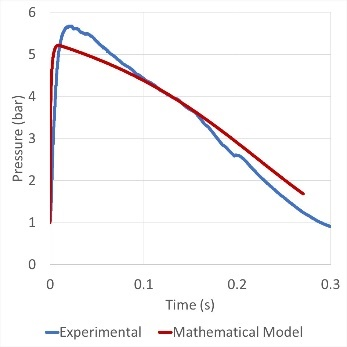 6
5
4
3
2
1
0
Pressure (bar)
0 0.1 0.2 0.3
Time (s)
Experimental Mathematical Model